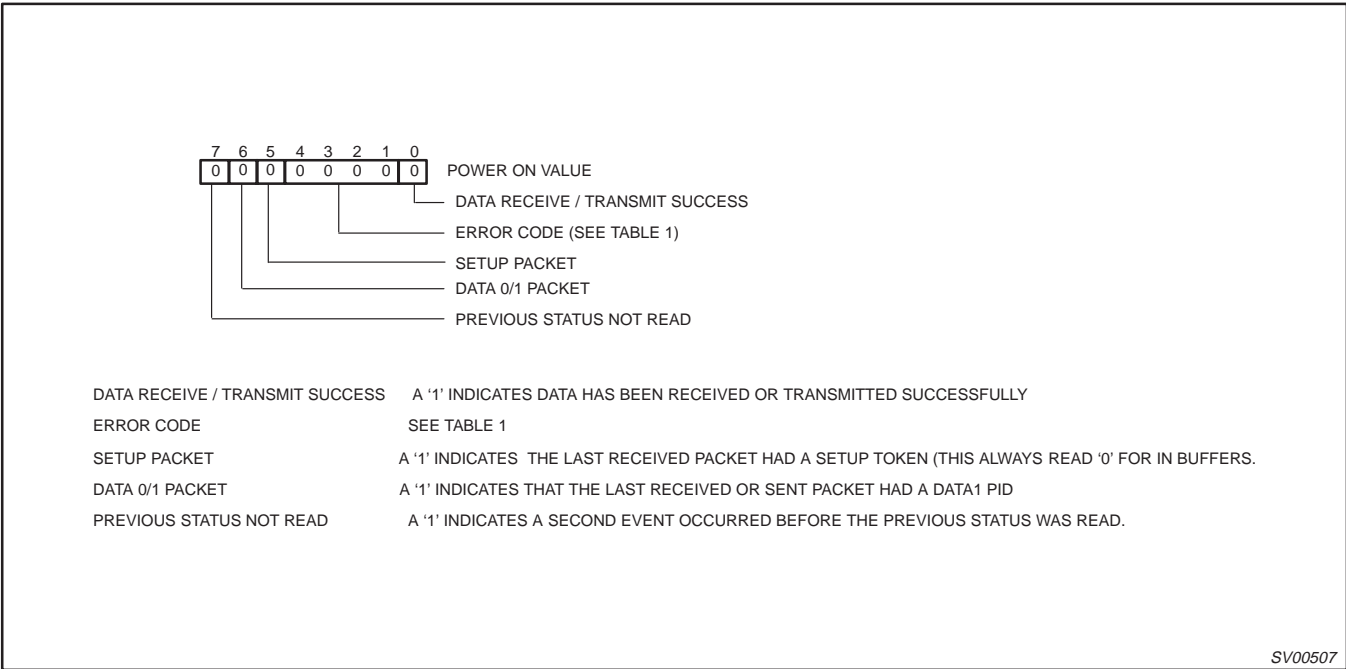 7 6 5 4 3 2 1 0
0 0 0 0 0 0 0 0 POWER ON VALUE
DATA RECEIVE / TRANSMIT SUCCESS
ERROR CODE (SEE TABLE 1)
SETUP PACKET
DATA 0/1 PACKET
PREVIOUS STATUS NOT READ
DATA RECEIVE / TRANSMIT SUCCESS A ‘1’ INDICATES DATA HAS BEEN RECEIVED OR TRANSMITTED SUCCESSFULLY
ERROR CODE SEE TABLE 1
SETUP PACKET A ‘1’ INDICATES THE LAST RECEIVED PACKET HAD A SETUP TOKEN (THIS ALWAYS READ ‘0’ FOR IN BUFFERS.
DATA 0/1 PACKET A ‘1’ INDICATES THAT THE LAST RECEIVED OR SENT PACKET HAD A DATA1 PID
PREVIOUS STATUS NOT READ A ‘1’ INDICATES A SECOND EVENT OCCURRED BEFORE THE PREVIOUS STATUS WAS READ.
SV00507